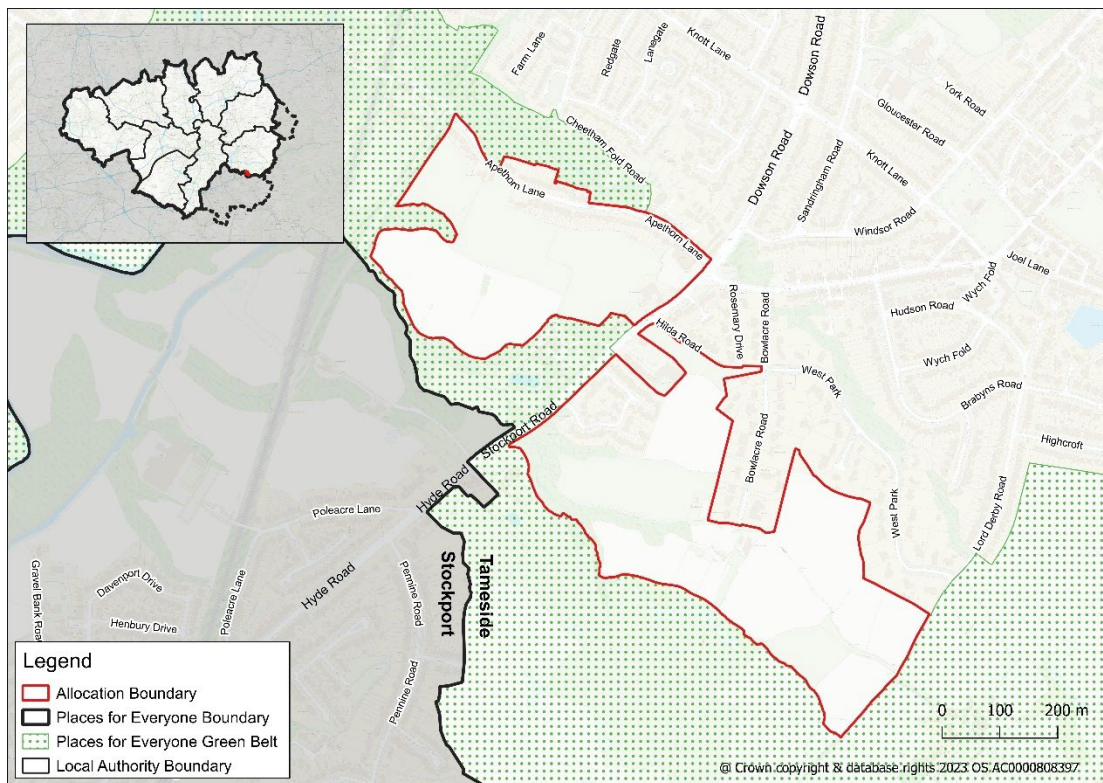 Farm Lane
Redgate
Lanegate
Knott Lane
Dowson Road
York Road
Gloucester Road
Cheetham Fold Road
Dowson Road
Knott Lane
Sandringham Road
Apethorn Lane
Windsor Road
Apethorn Lane
Joel Lane
Wych Fold
Rosemary Drive
Bowlacre Road
Hudson Road
Hilda Road
West Park
Wych Fold
Brabyns Road
Stockport Road
Bowlacre Road
Highcroft
Hyde Road
Poleacre Lane
West Park
Lord Derby Road
Tameside
Stockport
Hyde Road
Pennine Road
Gravel Bank Road
Davenport Drive
Poleacre Lane
Henbury Drive
Pennine Road
Legend
Allocation Boundary
Places for Everyone Boundary
Places for Everyone Green Belt
Local Authority Boundary
0 100 200 m
@ Crown copyright & database rights 2023 OS AC0000808397